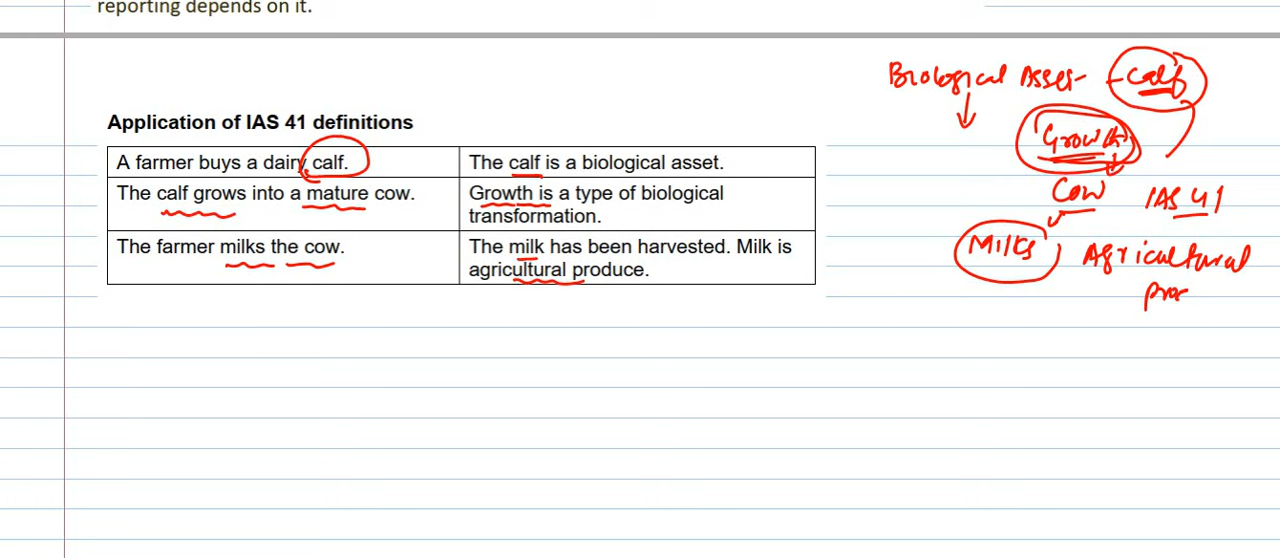 reporting depends on it.
Application of IAS 41 definitions
A farmer buys a dairy calf.
The calf is a biological asset.
The calf grows into a mature cow.
Growth is a type of biological
transformation.
The farmer milks the cow.
The milk has been harvested. Milk is
agricultural produce.
Biological Asset - calf
Growth
Cow
IAS 41
Milks
Agricultural